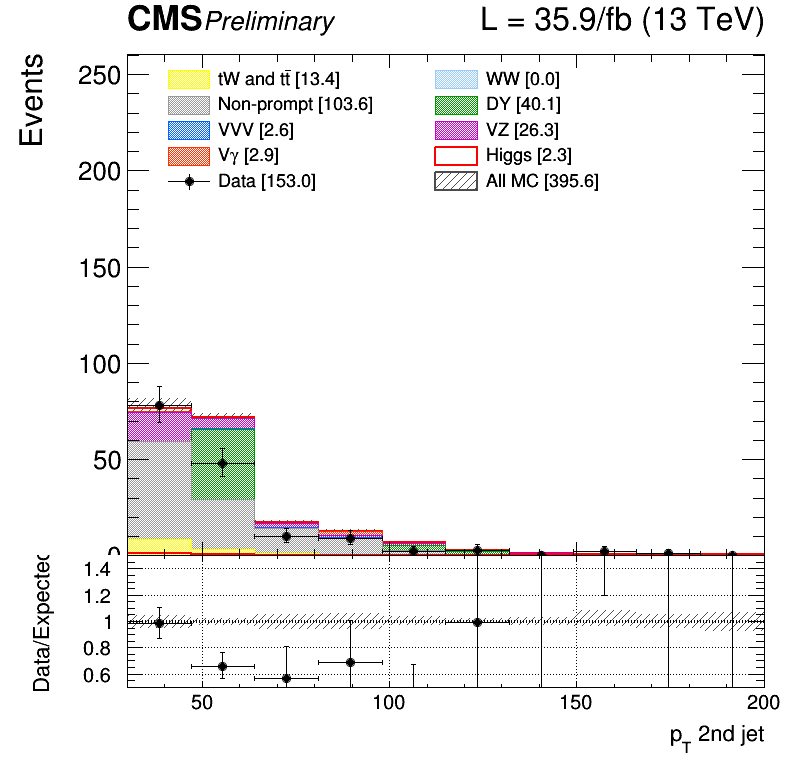 CMS Preliminary L = 35.9/fb (13 TeV)
Events
250
200
150
100
50
0
tW and tt̄ [13.4]
Non-prompt [103.6]
VVV [2.6]
Vγ [2.9]
Data [153.0]
WW [0.0]
DY [40.1]
VZ [26.3]
Higgs [2.3]
All MC [395.6]
Data/Expected
1.4
1.2
1
0.8
0.6
50 100 150 200
p_T 2nd jet